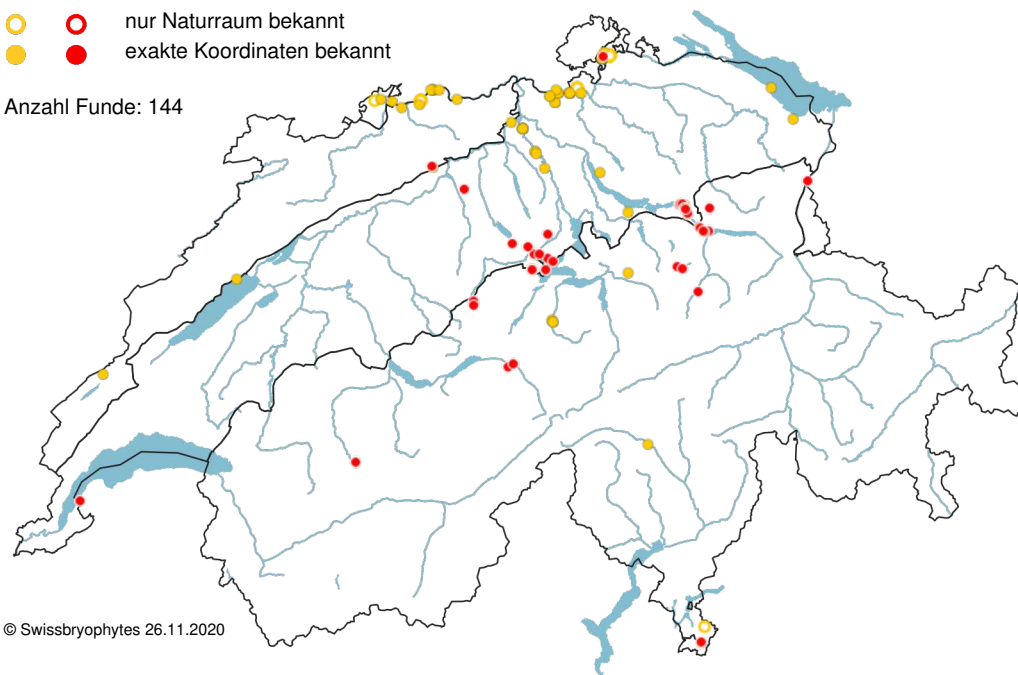 nur Naturraum bekannt
exakte Koordinaten bekannt
Anzahl Funde: 144
© Swissbryophytes 26.11.2020